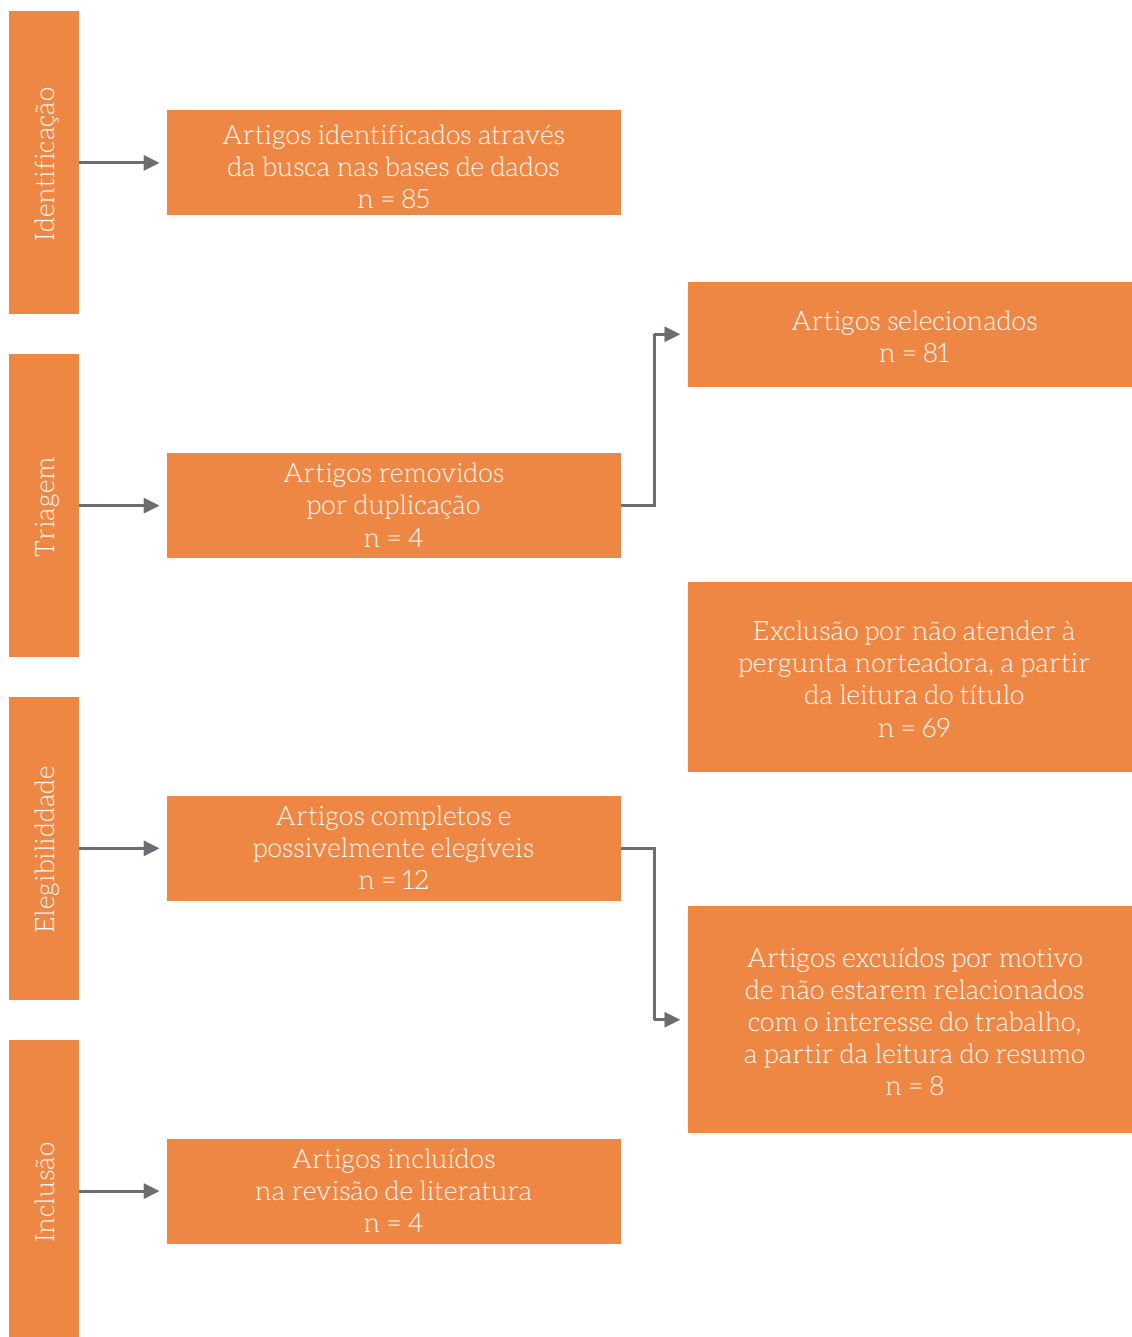 Identificação
Artigos identificados através
da busca nas bases de dados
n = 85
Artigos selecionados
n = 81
Triagem
Artigos removidos
por duplicação
n = 4
Exclusão por não atender à
pergunta norteadora, a partir
da leitura do título
n = 69
Elegibiliddade
Artigos completos e
possivelmente elegíveis
n = 12
Artigos excuídos por motivo
de não estarem relacionados
com o interesse do trabalho,
a partir da leitura do resumo
n = 8
Inclusão
Artigos incluídos
na revisão de literatura
n = 4